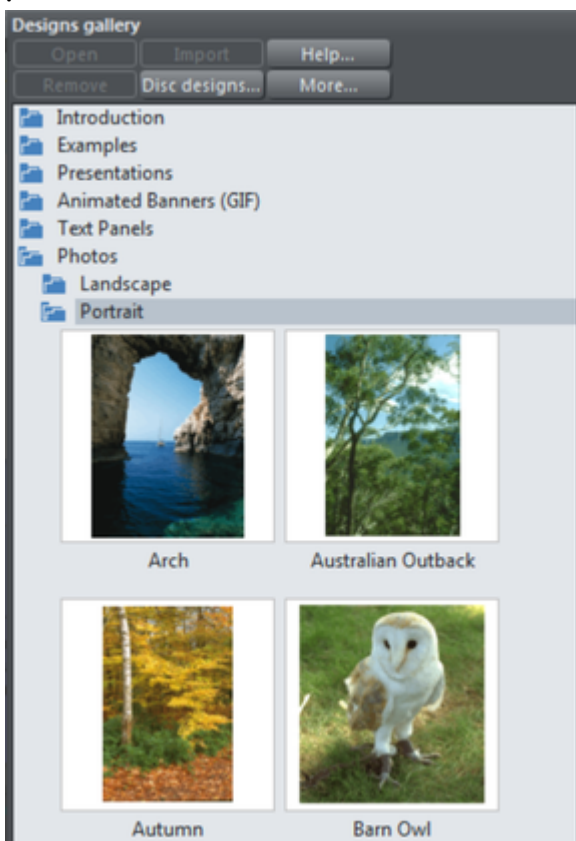 Designs gallery
Open Import Help...
Remove Disc designs... More...
Introduction
Examples
Presentations
Animated Banners (GIF)
Text Panels
Photos
Landscape
Portrait
Arch Australian Outback
Autumn Barn Owl